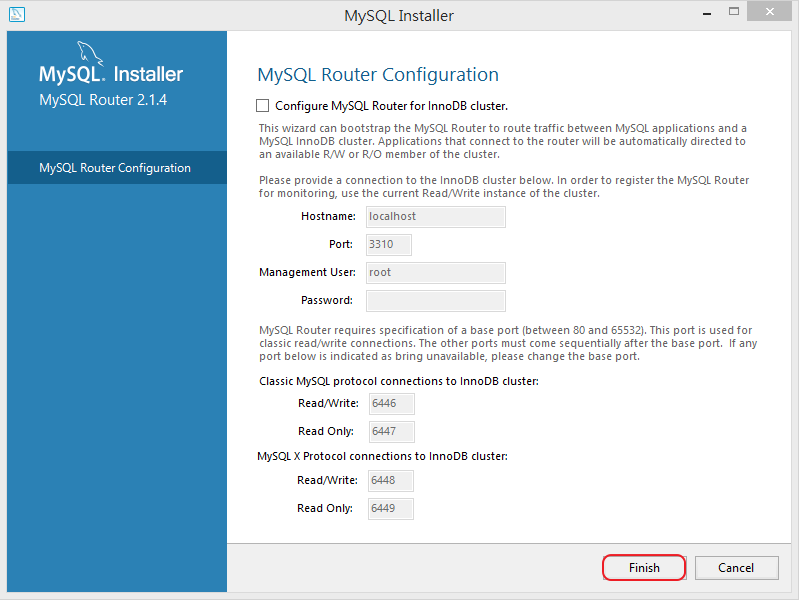 MySQL Installer
MySQL. Installer
MySQL Router 2.1.4
MySQL Router Configuration
MySQL Router Configuration
Configure MySQL Router for InnoDB cluster.
This wizard can bootstrap the MySQL Router to route traffic between MySQL applications and a
MySQL InnoDB cluster. Applications that connect to the router will be automatically directed to
an available R/W or R/O member of the cluster.
Please provide a connection to the InnoDB cluster below. In order to register the MySQL Router
for monitoring, use the current Read/Write instance of the cluster.
Hostname: localhost
Port: 3310
Management User: root
Password:
MySQL Router requires specification of a base port (between 80 and 65532). This port is used for
classic read/write connections. The other ports must come sequentially after the base port. If any
port below is indicated as bring unavailable, please change the base port.
Classic MySQL protocol connections to InnoDB cluster:
Read/Write: 6446
Read Only: 6447
MySQL X Protocol connections to InnoDB cluster:
Read/Write: 6448
Read Only: 6449
Finish Cancel